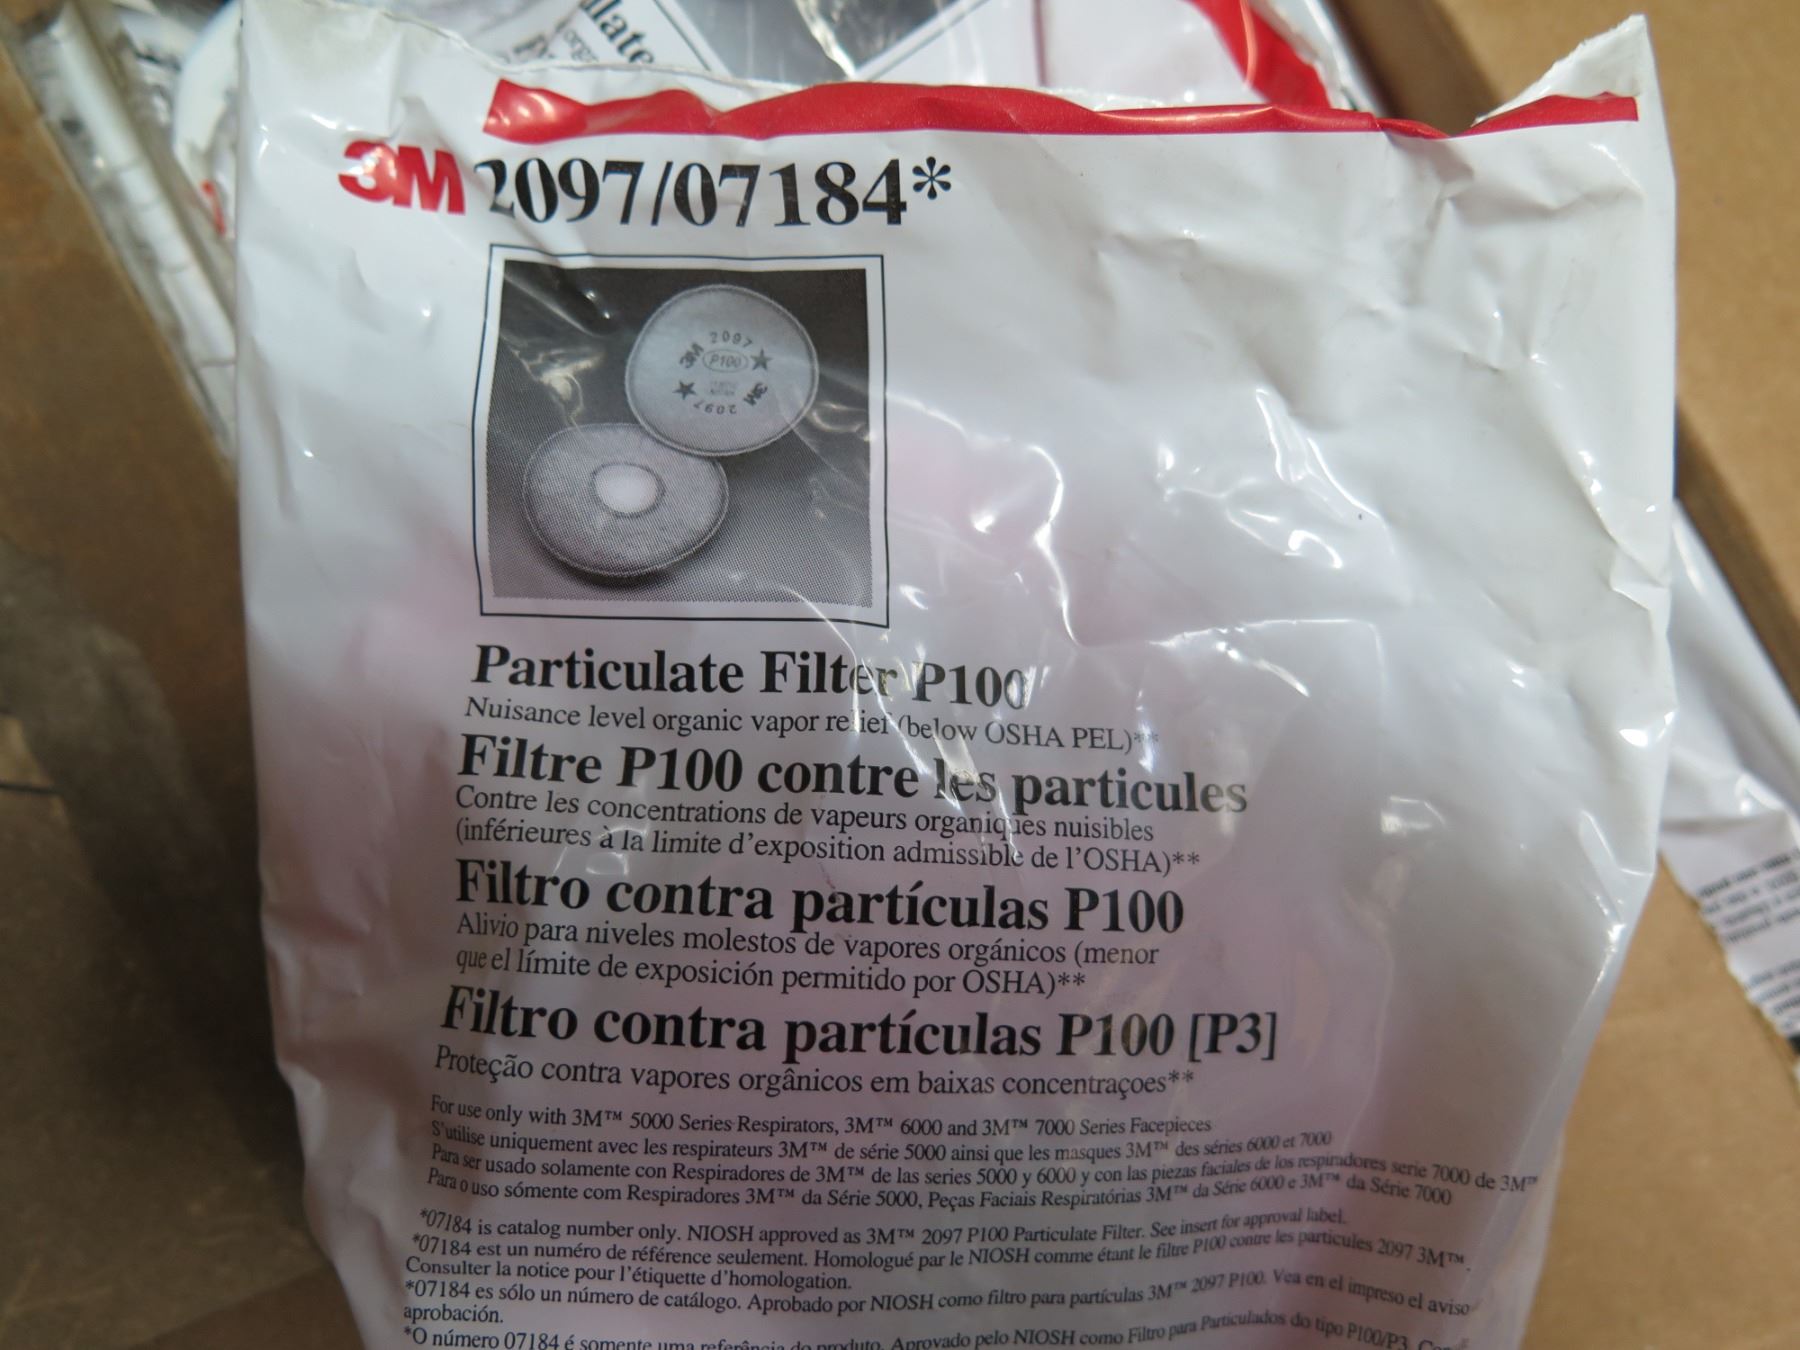 late
3M 2097/07184*
3M 2097
P100
2097 3M
Particulate Filter P100
Nuisance level organic vapor relief (below OSHA PEL)**
Filtre P100 contre les particules
Contre les concentrations de vapeurs organiques nuisibles
(inférieures à la limite d'exposition admissible de l'OSHA)**
Filtro contra partículas P100
Alivio para niveles molestos de vapores orgánicos (menor
que el límite de exposición permitido por OSHA)**
Filtro contra partículas P100 [P3]
Proteção contra vapores orgânicos em baixas concentraçoes**
For use only with 3M™ 5000 Series Respirators, 3M™ 6000 and 3M™ 7000 Series Facepieces
S'utilise uniquement avec les respirateurs 3M™ de série 5000 ainsi que les masques 3M™ des séries 6000 et 7000
Para ser usado solamente con Respiradores de 3M™ de las series 5000 y 6000 y con las piezas faciales de los respiradores serie 7000 de 3M™
Para o uso sómente com Respiradores 3M™ da Série 5000, Peças Faciais Respiratórias 3M™ da Série 6000 e 3M™ da Série 7000
*07184 is catalog number only. NIOSH approved as 3M™ 2097 P100 Particulate Filter. See insert for approval label.
*07184 est un numéro de référence seulement. Homologué par le NIOSH comme étant le filtre P100 contre les particules 2097 3M™.
Consulter la notice pour l'étiquette d'homologation.
*07184 es sólo un número de catálogo. Aprobado por NIOSH como filtro para partículas 3M™ 2097 P100. Vea en el impreso el aviso
aprobación.
*O número 07184 é somente uma referência do produto. Aprovado pelo NIOSH como Filtro para Particulados do tipo P100/P3.